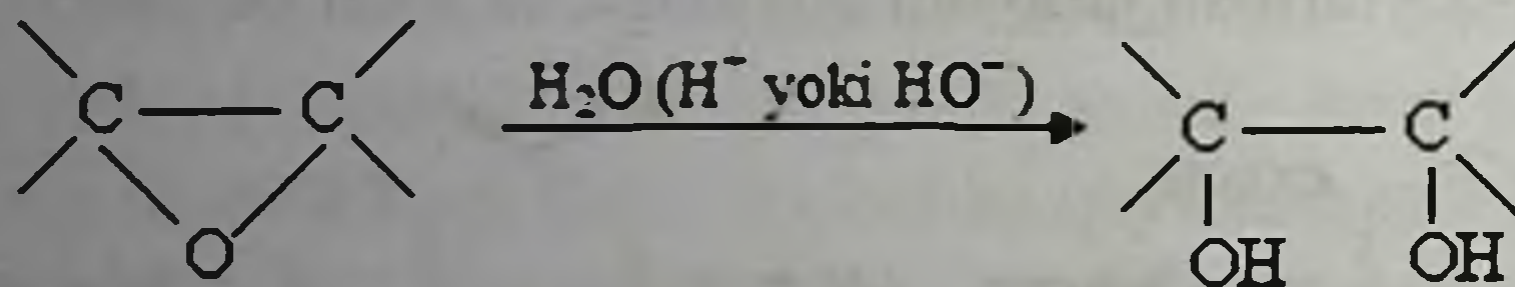 C C H₂O (H⁻ yoki HO⁻) C C
O OH OH